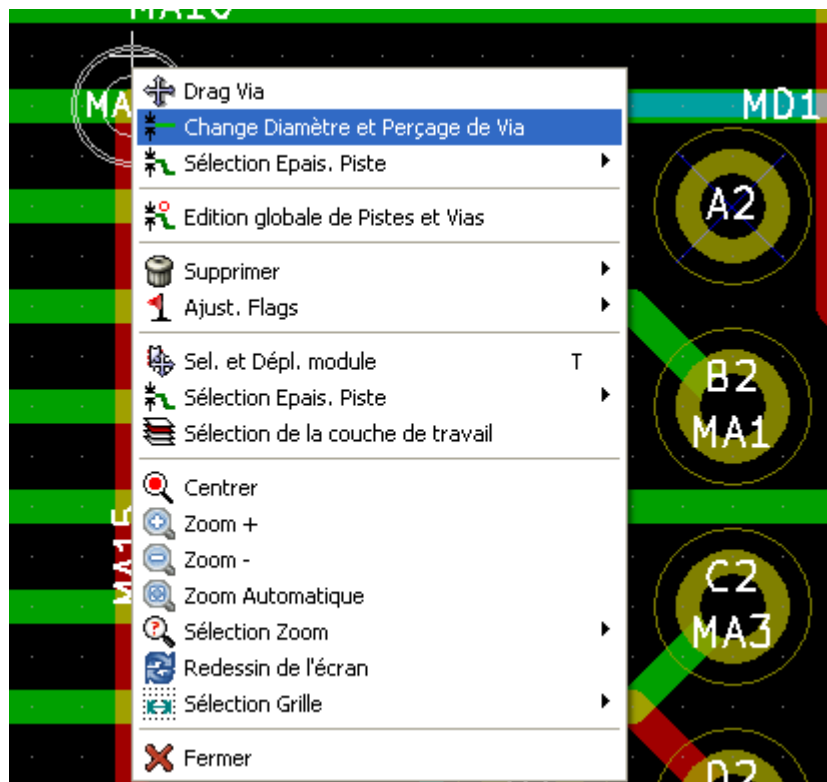 MA10
MA
Drag Via
MD1
Change Diamètre et Perçage de Via
Sélection Epais. Piste
A2
Edition globale de Pistes et Vias
Supprimer
Ajust. Flags
Sel. et Dépl. module T
B2
Sélection Epais. Piste
MA1
Sélection de la couche de travail
Centrer
MA15
Zoom +
Zoom -
C2
Zoom Automatique
Sélection Zoom
MA3
Redessin de l'écran
Sélection Grille
Fermer
D2